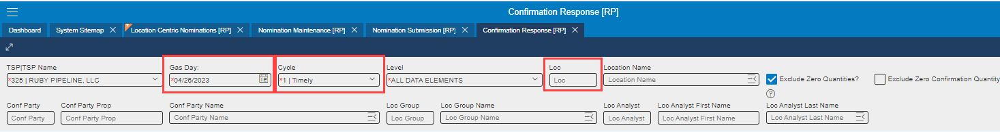 Confirmation Response [RP]
Dashboard System Sitemap Location Centric Nominations [RP] Nomination Maintenance [RP] Nomination Submission [RP] Confirmation Response [RP]
TSP|TSP Name Gas Day: Cycle Level Loc Location Name
*325 | RUBY PIPELINE, LLC *04/26/2023 *1 | Timely *ALL DATA ELEMENTS Loc Location Name Exclude Zero Quantities? Exclude Zero Confirmation Quantity
Conf Party Conf Party Prop Conf Party Name Loc Group Loc Group Name Loc Analyst Loc Analyst First Name Loc Analyst Last Name
Conf Party Conf Party Prop Conf Party Name Loc Group Loc Group Name Loc Analyst Loc Analyst First Name Loc Analyst Last Name